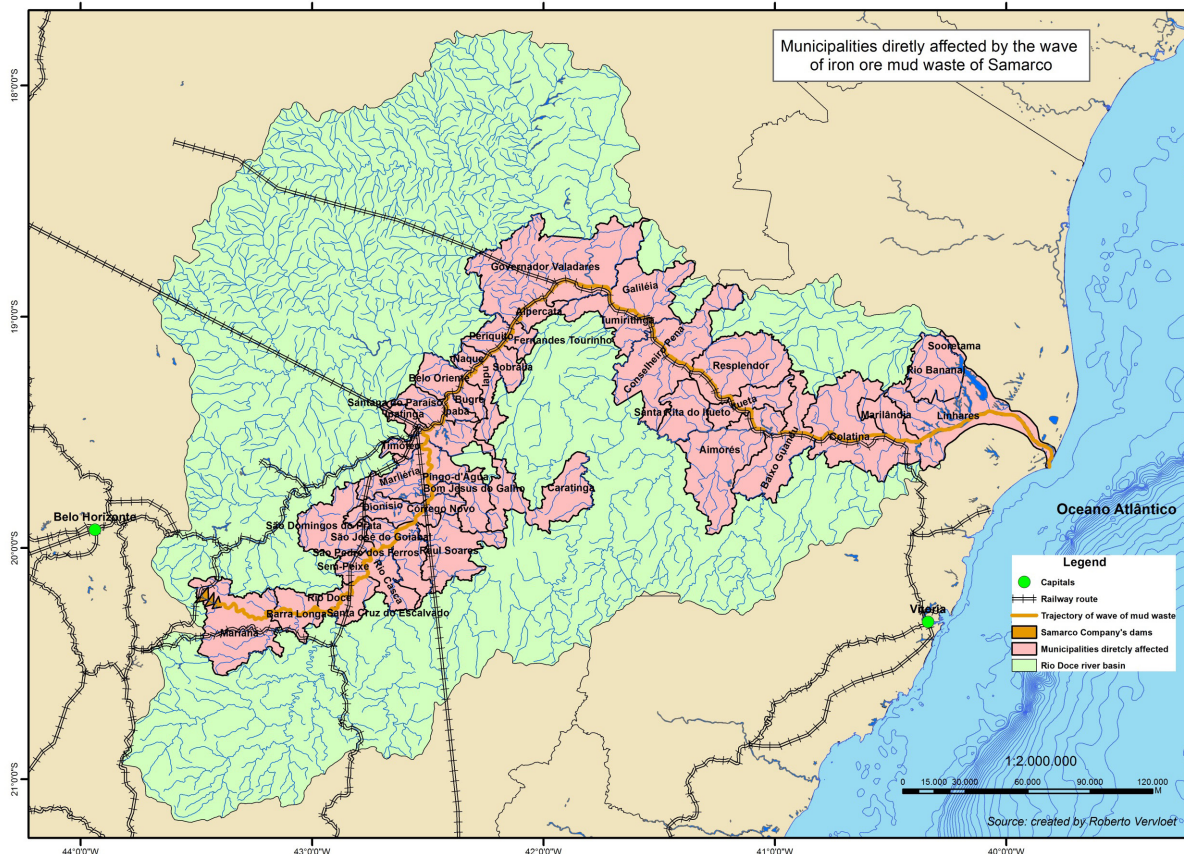 Municipalities diretly affected by the wave
of iron ore mud waste of Samarco
18°0'0"S
19°0'0"S
20°0'0"S
21°0'0"S
Governador Valadares
Galiléia
Alpercata
Tumiritinga
Periquito
Fernandes Tourinho
Conselheiro Pena
Sooretama
Naque
Sobrália
Resplendor
Rio Bananal
Belo Oriente
Iapu
Bugre
Itueta
Santana do Paraíso
Ipatinga
Ipaba
Santa Rita do Itueto
Marilândia
Linhares
Timóteo
Colatina
Aimorés
Baixo Guandu
Marliéria
Pingo-d'Água
Bom Jesus do Galho
Caratinga
Dionísio
Córrego Novo
Belo Horizonte
São Domingos do Prata
São José do Goiabal
Oceano Atlântico
São Pedro dos Ferros
Raul Soares
Sem-Peixe
Rio Casca
Rio Doce
Barra Longa
Santa Cruz do Escalvado
Mariana
Vitória
Legend
Capitals
Railway route
Trajectory of wave of mud waste
Samarco Company's dams
Municipalities diretcly affected
Rio Doce river basin
1:2.000.000
0 15.000 30.000 60.000 90.000 120.000
M
Source: created by Roberto Vervloet
44°0'0"W 43°0'0"W 42°0'0"W 41°0'0"W 40°0'0"W